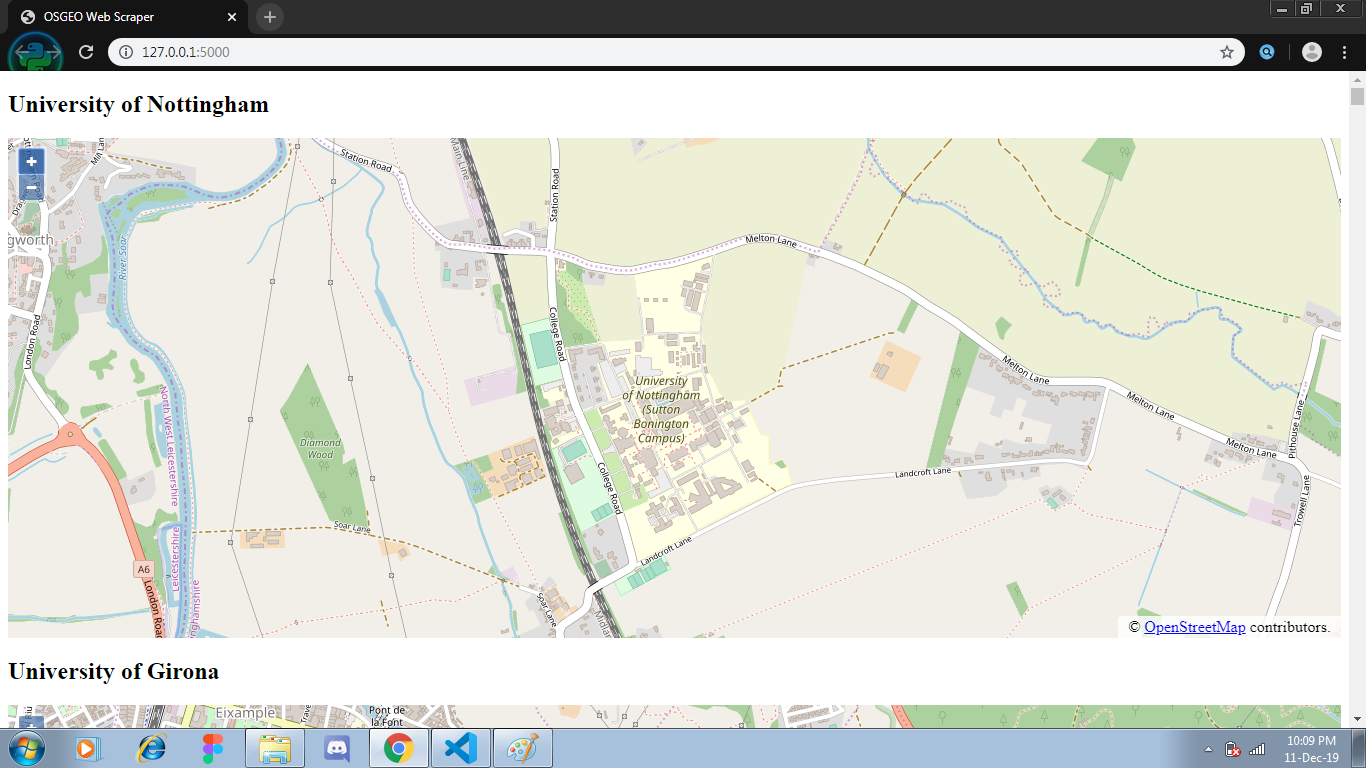 OSGEO Web Scraper
127.0.0.1:5000
University of Nottingham
+
−
Station Road
Main Line
Station Road
Melton Lane
gworth
River Soar
London Road
College Road
University
of Nottingham
(Sutton
Bonington
Campus)
Melton Lane
Melton Lane
Melton Lane
Pithouse Lane
North West Leicestershire
Diamond
Wood
College Road
Landcroft Lane
Trowell Lane
Soar Lane
Leicestershire
Landcroft Lane
A6
London Road
Soar Lane
© OpenStreetMap contributors.
University of Girona
Eixample
Pont de
la Font
10:09 PM
11-Dec-19